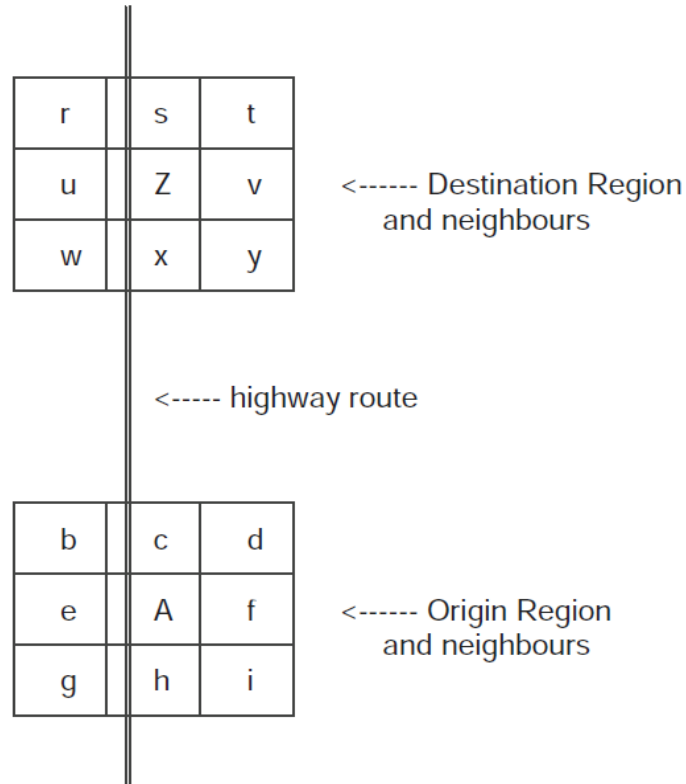 r s t
u Z v <------ Destination Region
and neighbours
w x y
<----- highway route
b c d
e A f <------ Origin Region
and neighbours
g h i